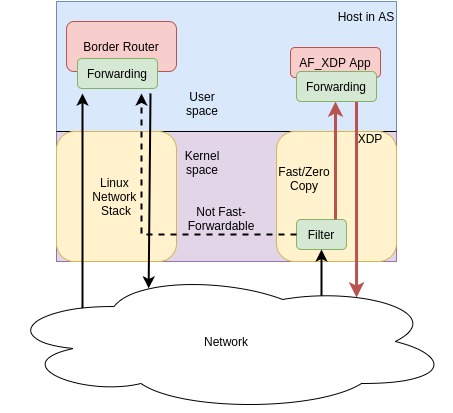 Host in AS
Border Router
Forwarding
AF_XDP App
Forwarding
User
space
XDP
Kernel
space
Fast/Zero
Copy
Linux
Network
Stack
Not Fast-
Forwardable
Filter
Network